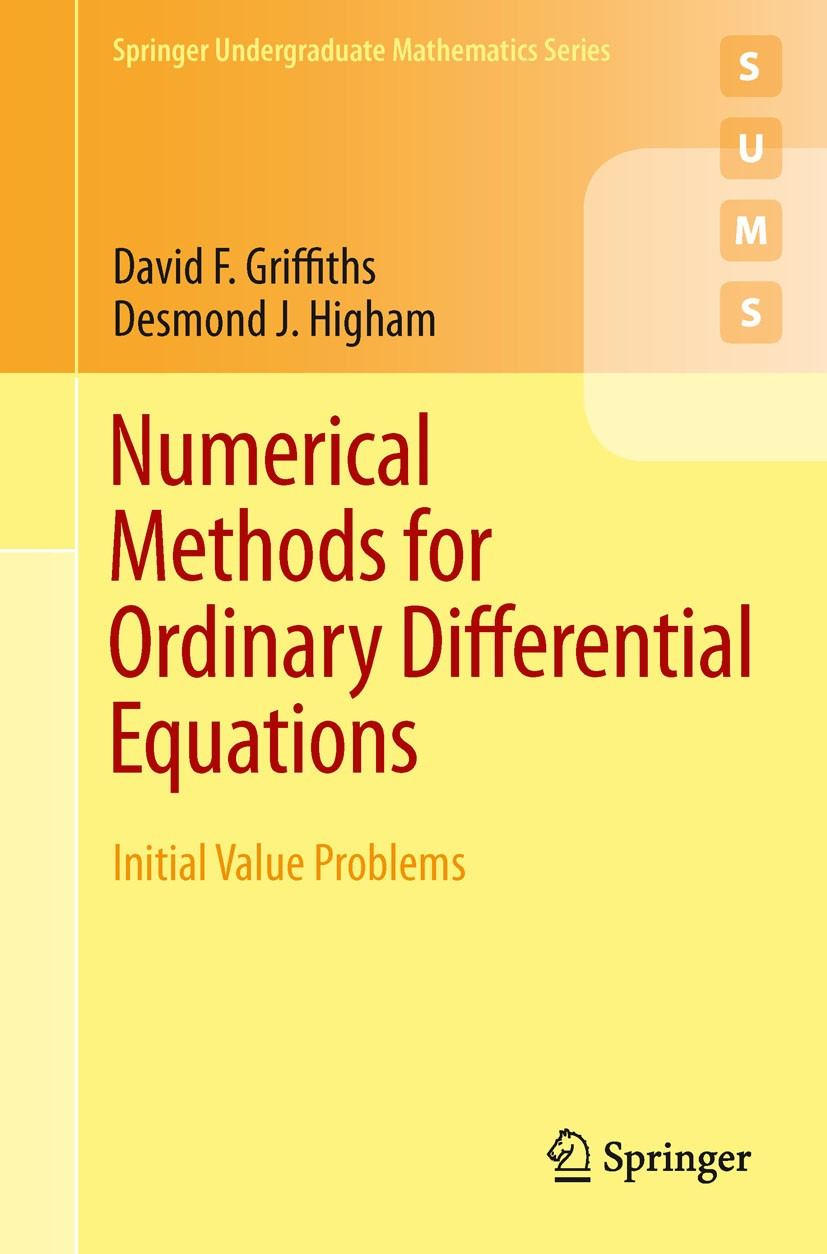 Springer Undergraduate Mathematics Series
S
U
M
S
David F. Griffiths
Desmond J. Higham
Numerical
Methods for
Ordinary Differential
Equations
Initial Value Problems
Springer